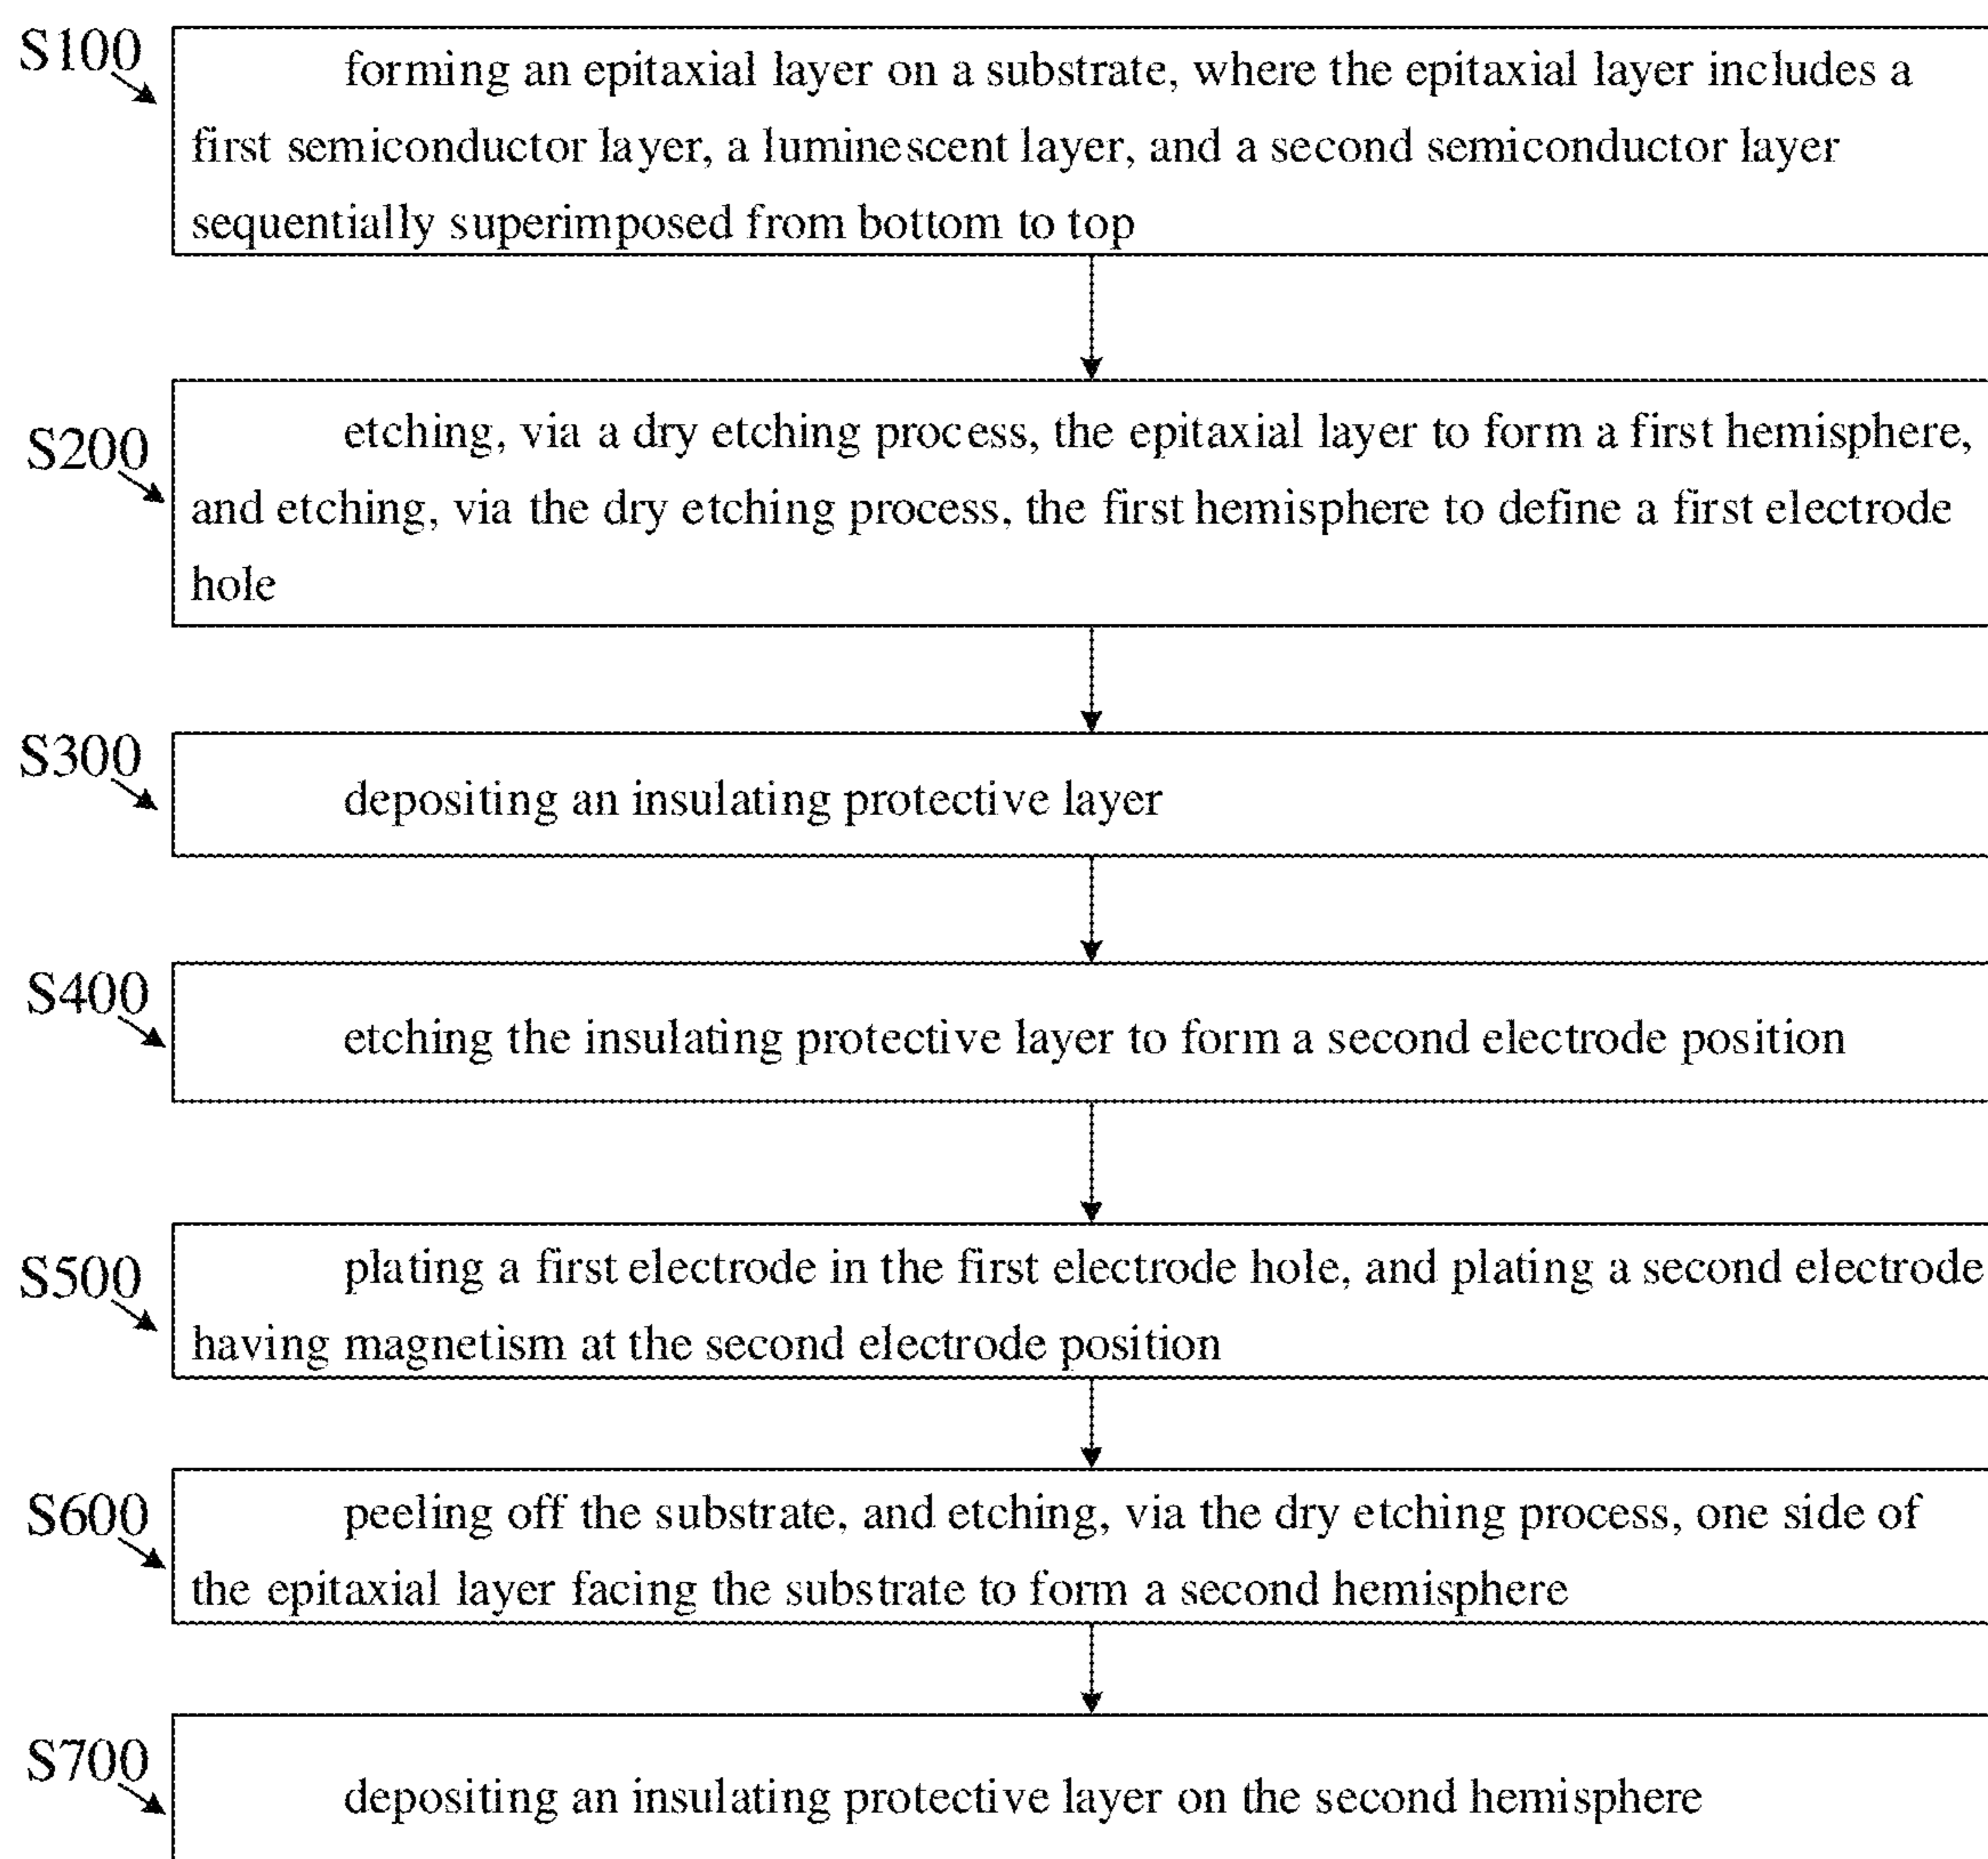 S100
forming an epitaxial layer on a substrate, where the epitaxial layer includes a
first semiconductor layer, a luminescent layer, and a second semiconductor layer
sequentially superimposed from bottom to top
S200
etching, via a dry etching process, the epitaxial layer to form a first hemisphere,
and etching, via the dry etching process, the first hemisphere to define a first electrode
hole
S300
depositing an insulating protective layer
S400
etching the insulating protective layer to form a second electrode position
S500
plating a first electrode in the first electrode hole, and plating a second electrode
having magnetism at the second electrode position
S600
peeling off the substrate, and etching, via the dry etching process, one side of
the epitaxial layer facing the substrate to form a second hemisphere
S700
depositing an insulating protective layer on the second hemisphere